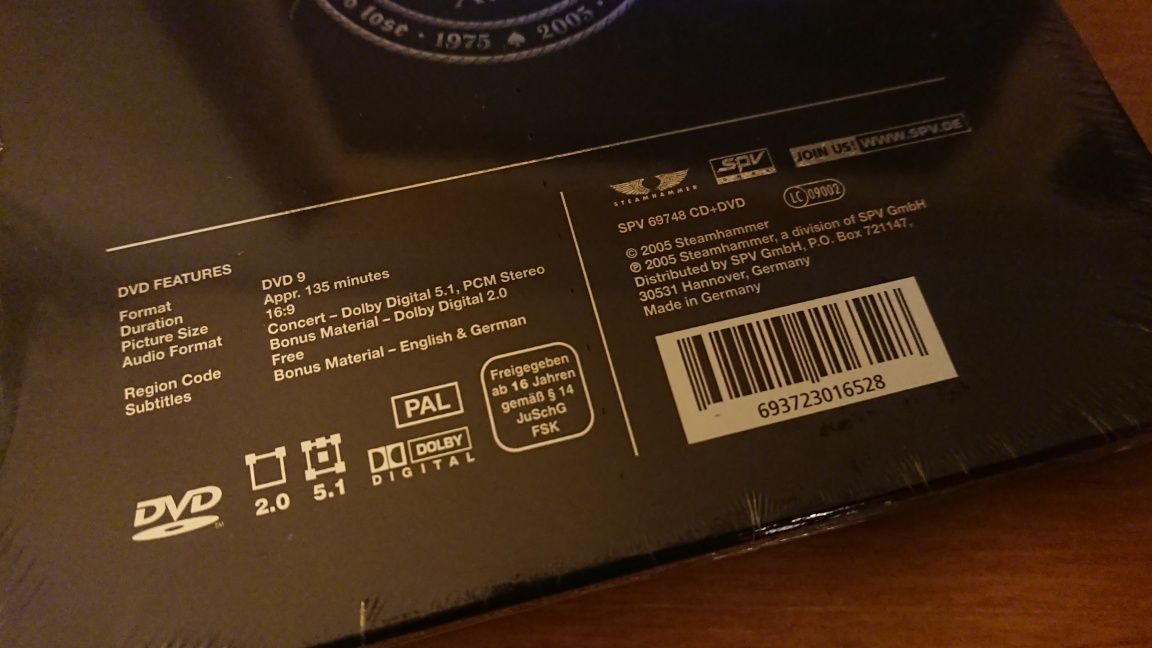 o lose · 1975 ♠ 2005 ·
DVD FEATURES
Format DVD 9
Duration Appr. 135 minutes
Picture Size 16:9
Audio Format Concert – Dolby Digital 5.1, PCM Stereo
Bonus Material – Dolby Digital 2.0
Region Code Free
Subtitles Bonus Material – English & German
PAL
Freigegeben
ab 16 Jahren
gemäß § 14
JuSchG
FSK
DVD TM
2.0
5.1
DOLBY
DIGITAL
STEAMHAMMER
SPV
JOIN US! WWW.SPV.DE
SPV 69748 CD+DVD
LC 09002
© 2005 Steamhammer
℗ 2005 Steamhammer, a division of SPV GmbH
Distributed by SPV GmbH, P.O. Box 721147,
30531 Hannover, Germany
Made in Germany
693723016528